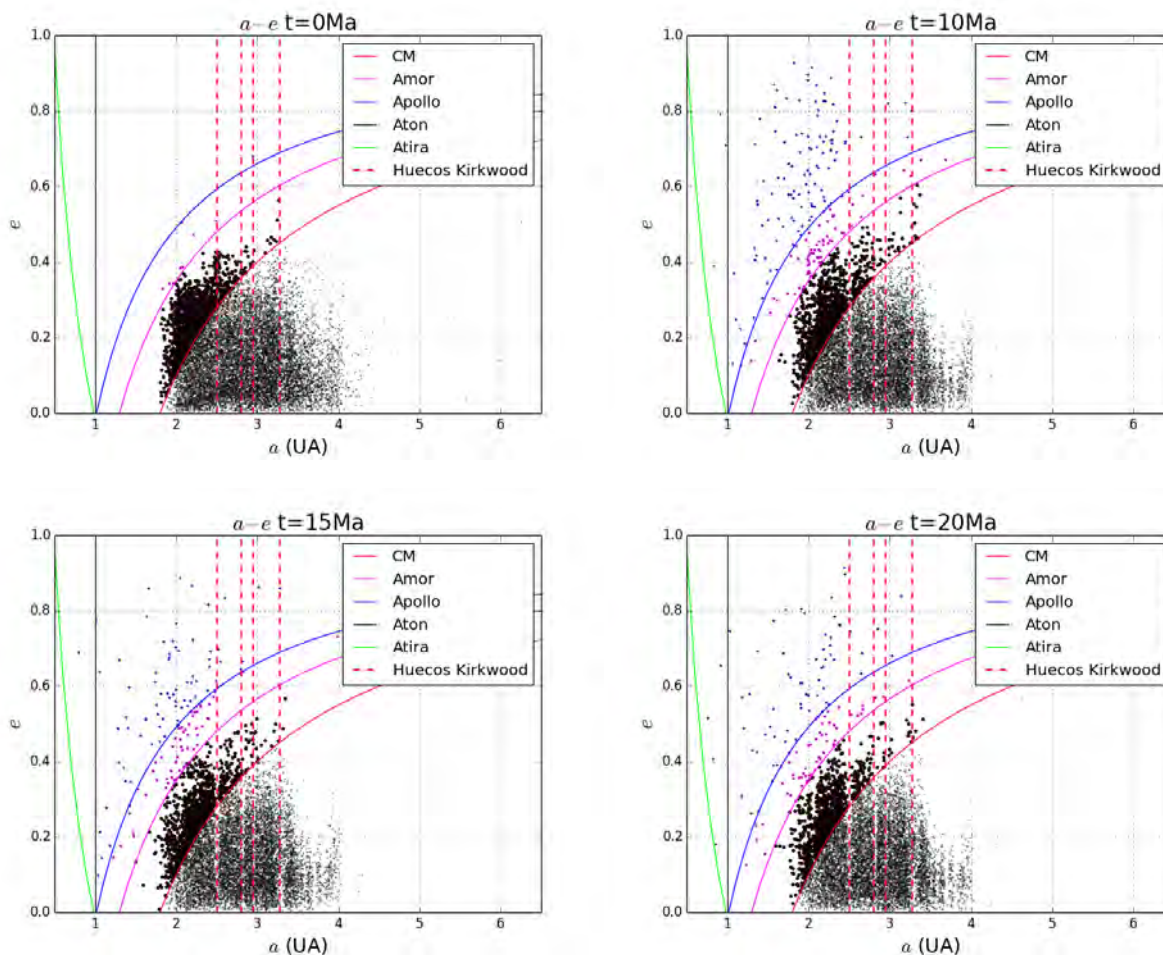 a−e t=0Ma
1.0
0.8
0.6
0.4
0.2
0.0
e
1 2 3 4 5 6
a (UA)
CM
Amor
Apollo
Aton
Atira
Huecos Kirkwood
a−e t=10Ma
1.0
0.8
0.6
0.4
0.2
0.0
e
1 2 3 4 5 6
a (UA)
CM
Amor
Apollo
Aton
Atira
Huecos Kirkwood
a−e t=15Ma
1.0
0.8
0.6
0.4
0.2
0.0
e
1 2 3 4 5 6
a (UA)
CM
Amor
Apollo
Aton
Atira
Huecos Kirkwood
a−e t=20Ma
1.0
0.8
0.6
0.4
0.2
0.0
e
1 2 3 4 5 6
a (UA)
CM
Amor
Apollo
Aton
Atira
Huecos Kirkwood